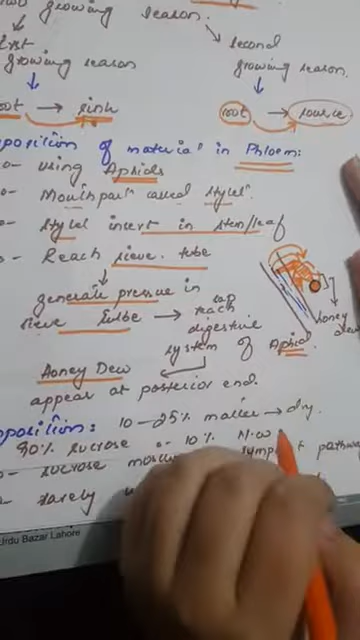 growing season.
first
growing season
second
growing season.
root → sink
root → source
position of material in Phloem:
o- using Aphids
o- Mouthpart called stylet.
o- Stylet insert in stem/leaf
o- Reach sieve tube
generate pressure in
sieve tube → reach
digestive
system of Aphid.
honey
dew
Honey Dew
appear at posterior end.
position: 10-25% matter → dry.
90% sucrose 10% N.W
- sucrose
- rarely
Urdu Bazar Lahore